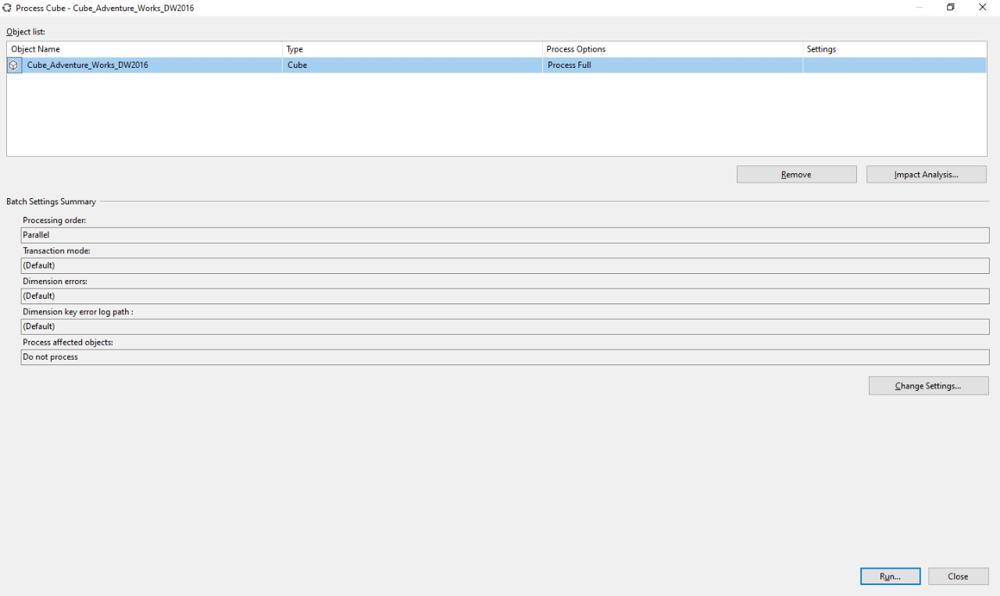 Process Cube - Cube_Adventure_Works_DW2016
Object list:
Object Name Type Process Options Settings
Cube_Adventure_Works_DW2016 Cube Process Full
Remove Impact Analysis...
Batch Settings Summary
Processing order:
Parallel
Transaction mode:
(Default)
Dimension errors:
(Default)
Dimension key error log path :
(Default)
Process affected objects:
Do not process
Change Settings...
Run... Close